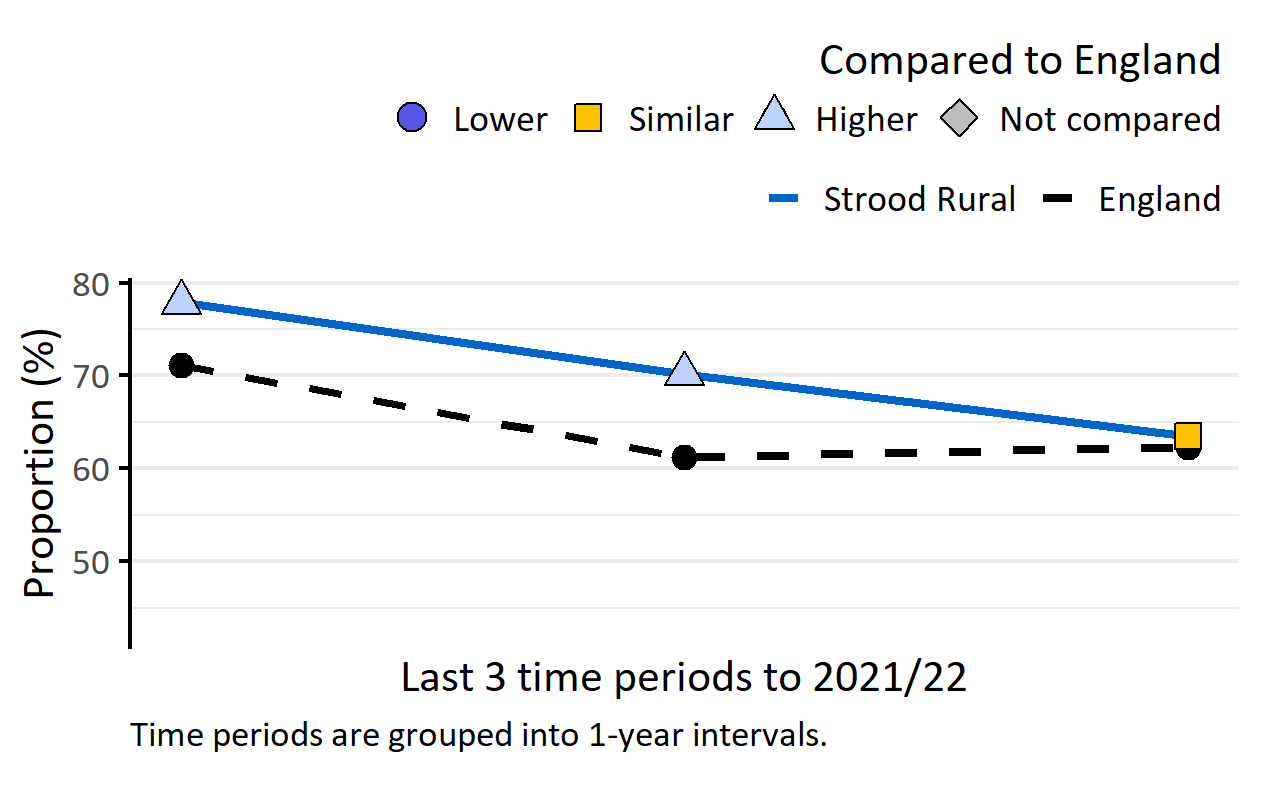 Compared to England
Lower Similar Higher Not compared
Strood Rural England
80
70
60
50
Proportion (%)
Last 3 time periods to 2021/22
Time periods are grouped into 1-year intervals.